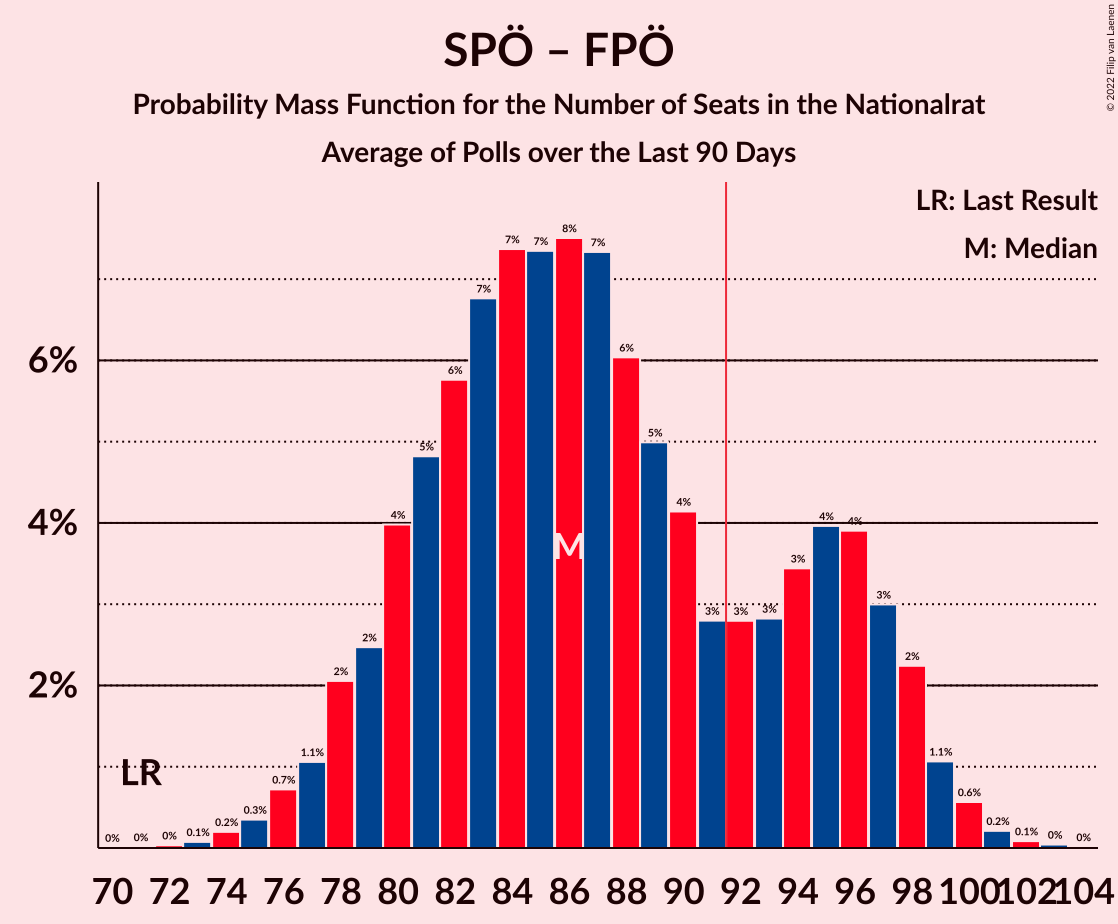 SPÖ – FPÖ
Probability Mass Function for the Number of Seats in the Nationalrat
Average of Polls over the Last 90 Days
© 2022 Filip van Laenen
LR: Last Result
M: Median
6%
4%
2%
0% 0% 0% 0.1% 0.2% 0.3% 0.7% 1.1% 2% 2% 4% 5% 6% 7% 7% 7% 8% 7% 6% 5% 4% 3% 3% 3% 3% 4% 4% 3% 2% 1.1% 0.6% 0.2% 0.1% 0% 0%
M
LR
70 72 74 76 78 80 82 84 86 88 90 92 94 96 98 100 102 104